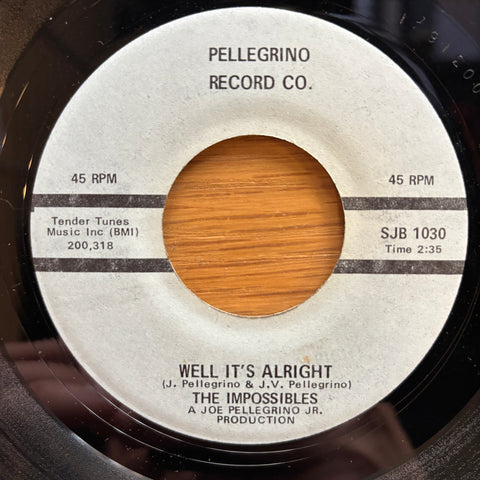 PELLEGRINO
RECORD CO.
45 RPM
45 RPM
Tender Tunes
Music Inc (BMI)
200,318
SJB 1030
Time 2:35
WELL IT'S ALRIGHT
(J. Pellegrino & J.V. Pellegrino)
THE IMPOSSIBLES
A JOE PELLEGRINO JR.
PRODUCTION